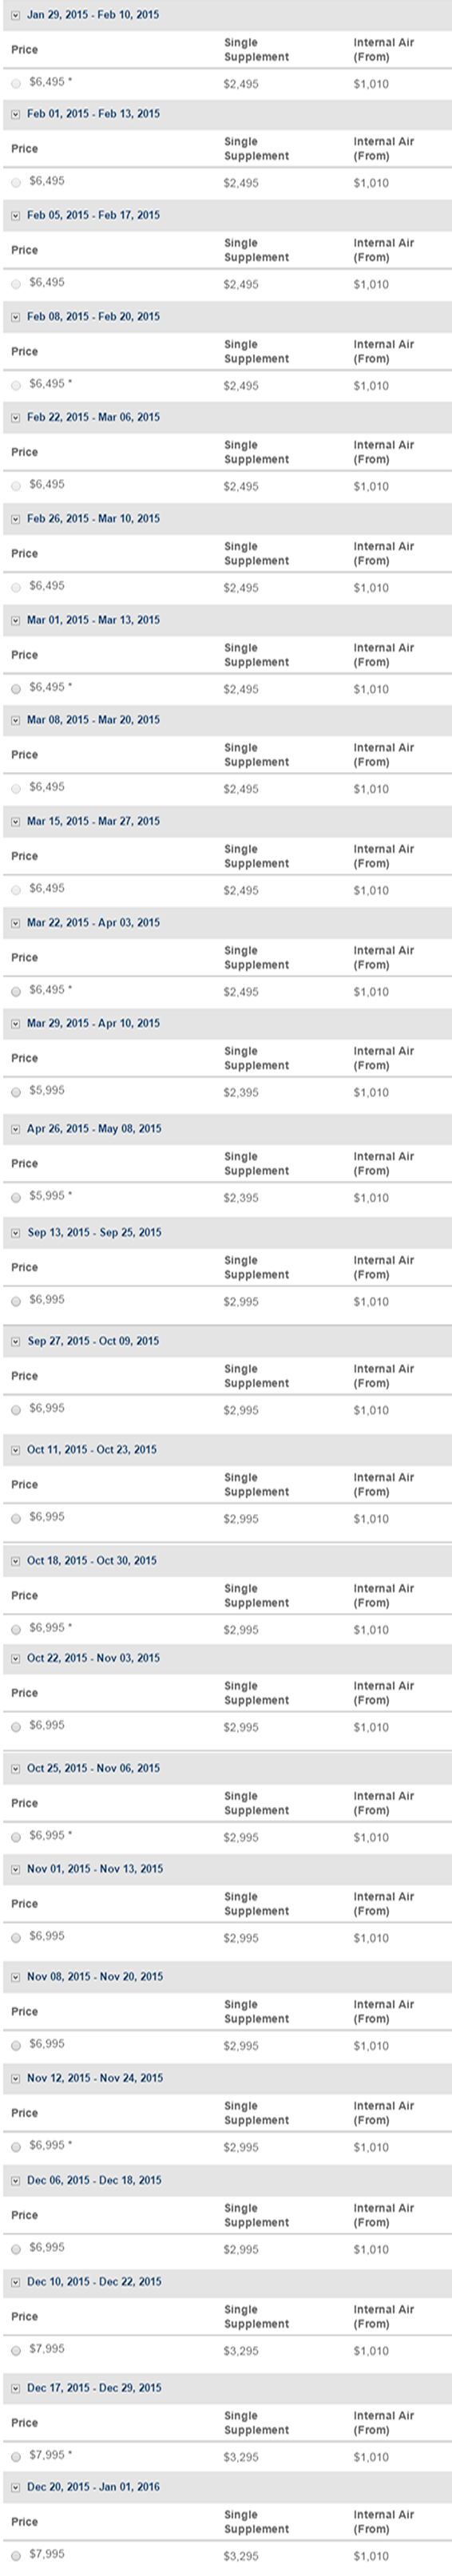 Jan 29, 2015 - Feb 10, 2015
Price Single Supplement Internal Air (From)
$6,495 * $2,495 $1,010
Feb 01, 2015 - Feb 13, 2015
Price Single Supplement Internal Air (From)
$6,495 $2,495 $1,010
Feb 05, 2015 - Feb 17, 2015
Price Single Supplement Internal Air (From)
$6,495 $2,495 $1,010
Feb 08, 2015 - Feb 20, 2015
Price Single Supplement Internal Air (From)
$6,495 * $2,495 $1,010
Feb 22, 2015 - Mar 06, 2015
Price Single Supplement Internal Air (From)
$6,495 $2,495 $1,010
Feb 26, 2015 - Mar 10, 2015
Price Single Supplement Internal Air (From)
$6,495 $2,495 $1,010
Mar 01, 2015 - Mar 13, 2015
Price Single Supplement Internal Air (From)
$6,495 * $2,495 $1,010
Mar 08, 2015 - Mar 20, 2015
Price Single Supplement Internal Air (From)
$6,495 $2,495 $1,010
Mar 15, 2015 - Mar 27, 2015
Price Single Supplement Internal Air (From)
$6,495 $2,495 $1,010
Mar 22, 2015 - Apr 03, 2015
Price Single Supplement Internal Air (From)
$6,495 * $2,495 $1,010
Mar 29, 2015 - Apr 10, 2015
Price Single Supplement Internal Air (From)
$5,995 $2,395 $1,010
Apr 26, 2015 - May 08, 2015
Price Single Supplement Internal Air (From)
$5,995 * $2,395 $1,010
Sep 13, 2015 - Sep 25, 2015
Price Single Supplement Internal Air (From)
$6,995 $2,995 $1,010
Sep 27, 2015 - Oct 09, 2015
Price Single Supplement Internal Air (From)
$6,995 $2,995 $1,010
Oct 11, 2015 - Oct 23, 2015
Price Single Supplement Internal Air (From)
$6,995 $2,995 $1,010
Oct 18, 2015 - Oct 30, 2015
Price Single Supplement Internal Air (From)
$6,995 * $2,995 $1,010
Oct 22, 2015 - Nov 03, 2015
Price Single Supplement Internal Air (From)
$6,995 $2,995 $1,010
Oct 25, 2015 - Nov 06, 2015
Price Single Supplement Internal Air (From)
$6,995 * $2,995 $1,010
Nov 01, 2015 - Nov 13, 2015
Price Single Supplement Internal Air (From)
$6,995 $2,995 $1,010
Nov 08, 2015 - Nov 20, 2015
Price Single Supplement Internal Air (From)
$6,995 $2,995 $1,010
Nov 12, 2015 - Nov 24, 2015
Price Single Supplement Internal Air (From)
$6,995 * $2,995 $1,010
Dec 06, 2015 - Dec 18, 2015
Price Single Supplement Internal Air (From)
$6,995 $2,995 $1,010
Dec 10, 2015 - Dec 22, 2015
Price Single Supplement Internal Air (From)
$7,995 $3,295 $1,010
Dec 17, 2015 - Dec 29, 2015
Price Single Supplement Internal Air (From)
$7,995 * $3,295 $1,010
Dec 20, 2015 - Jan 01, 2016
Price Single Supplement Internal Air (From)
$7,995 $3,295 $1,010